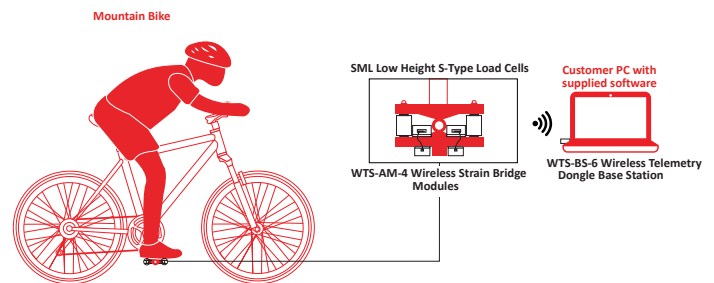 Mountain Bike
SML Low Height S-Type Load Cells
WTS-AM-4 Wireless Strain Bridge
Modules
Customer PC with
supplied software
WTS-BS-6 Wireless Telemetry
Dongle Base Station